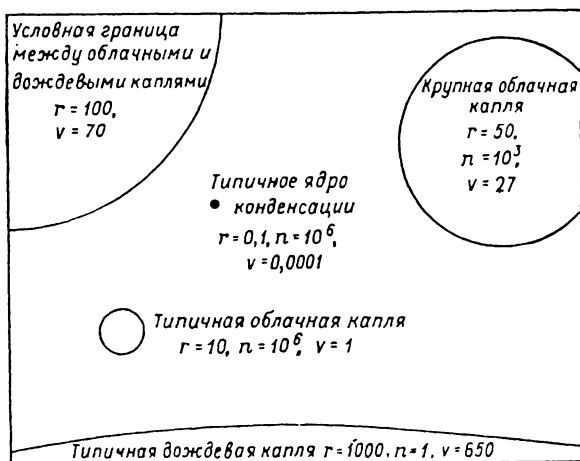 Условная граница
между облачными и
дождевыми каплями
r = 100,
v = 70
Крупная облачная
капля
r = 50,
n = 10³,
v = 27
Типичное ядро
конденсации
r = 0,1, n = 10⁶,
v = 0,0001
Типичная облачная капля
r = 10, n = 10⁶, v = 1
Типичная дождевая капля r = 1000, n = 1, v = 650